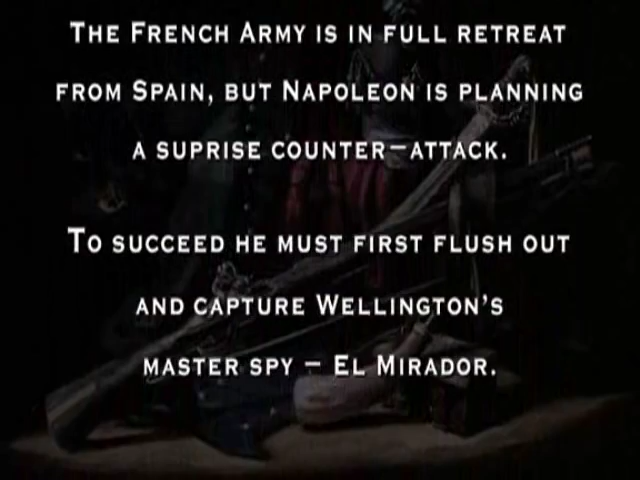 The French Army is in full retreat
from Spain, but Napoleon is planning
a suprise counter–attack.
To succeed he must first flush out
and capture Wellington's
master spy – El Mirador.